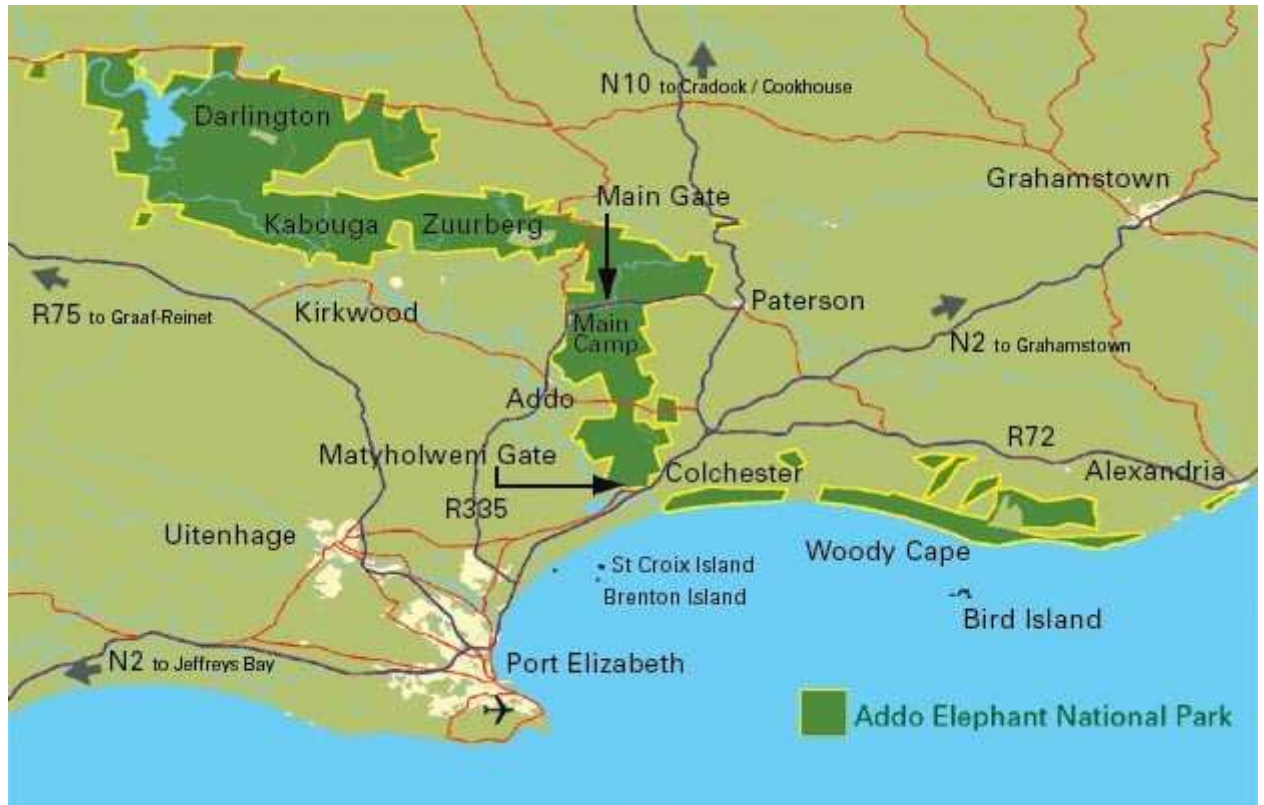 N10 to Cradock / Cookhouse
Darlington
Grahamstown
Main Gate
Kabouga
Zuurberg
R75 to Graaf-Reinet
Kirkwood
Main
Camp
Paterson
N2 to Grahamstown
Addo
R72
Matyholweni Gate
Colchester
Alexandria
R335
Uitenhage
Woody Cape
St Croix Island
Brenton Island
Bird Island
N2 to Jeffreys Bay
Port Elizabeth
Addo Elephant National Park